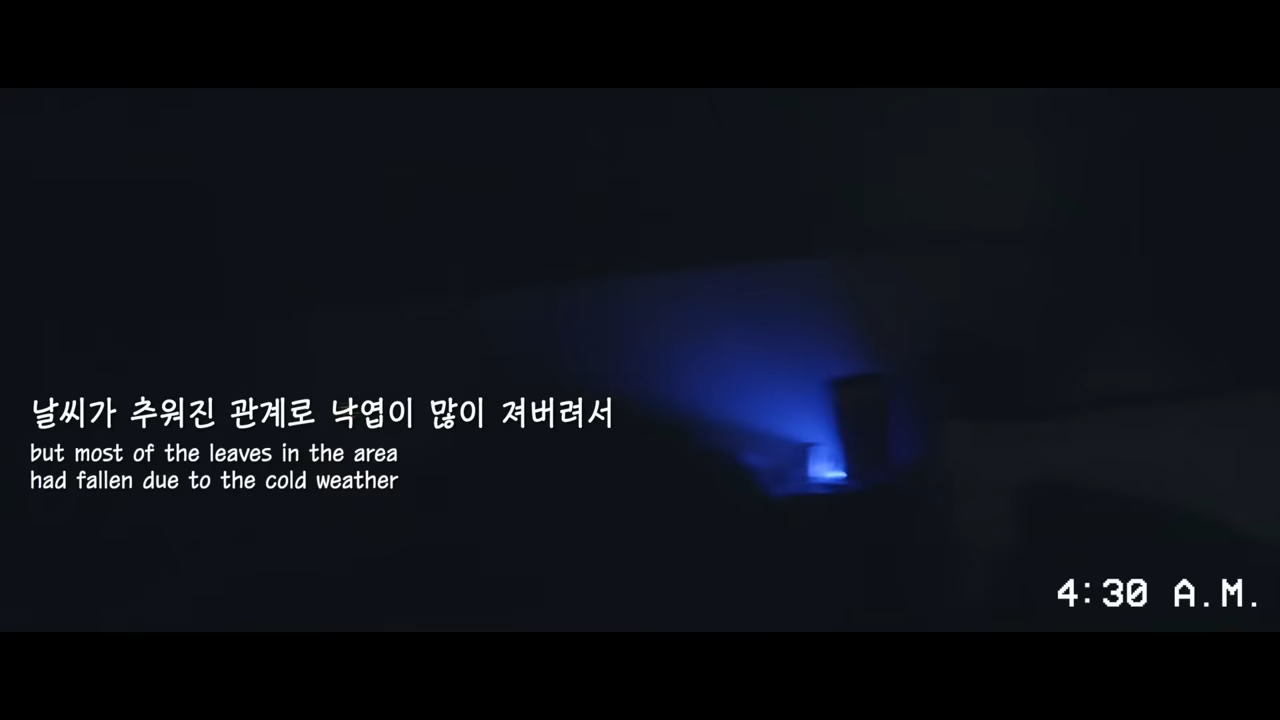 날씨가 추워진 관계로 낙엽이 많이 져버려서
but most of the leaves in the area
had fallen due to the cold weather
4:30 A.M.